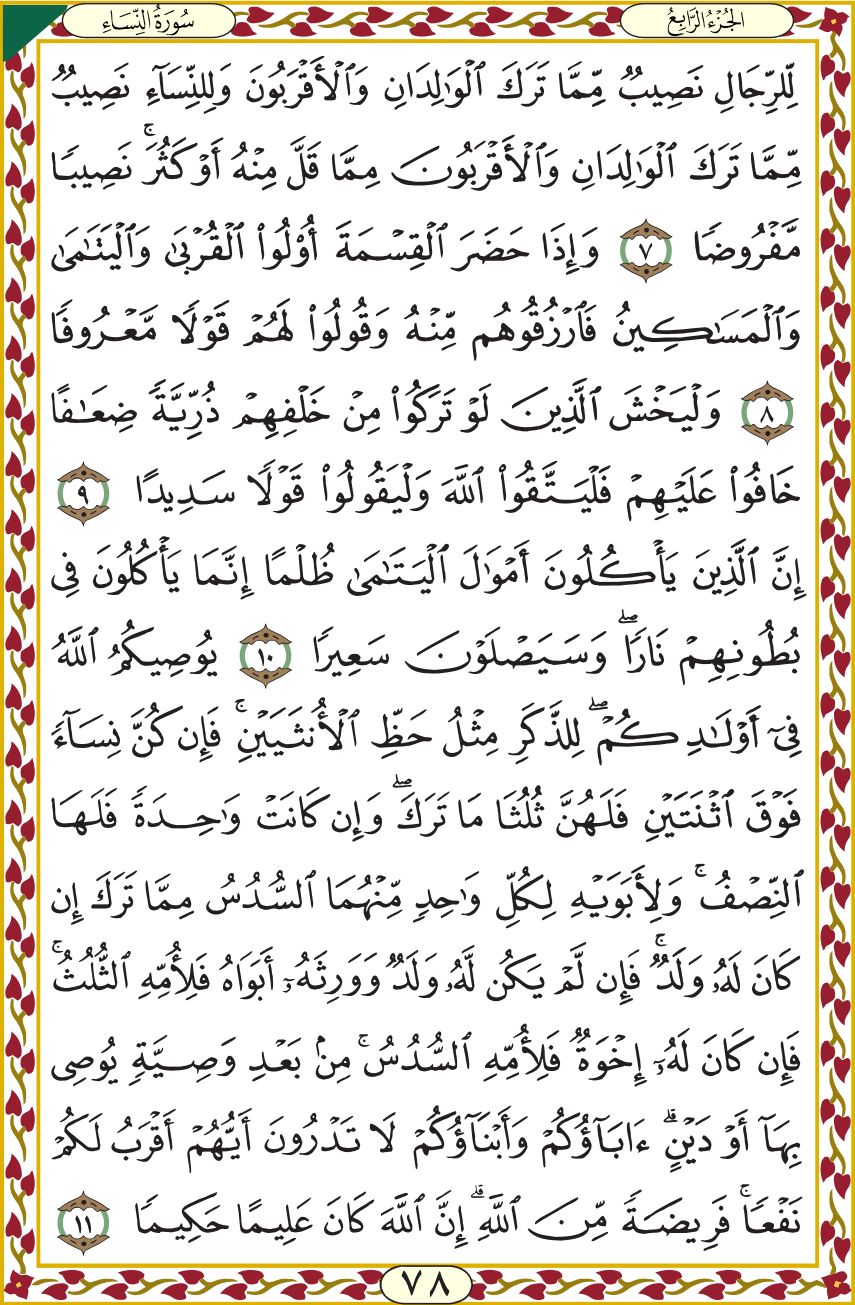 الجُزْءُ الرَّابِعُ
سُورَةُ النِّسَاءِ
لِّلرِّجَالِ نَصِيبٌ مِّمَّا تَرَكَ ٱلْوَٰلِدَانِ وَٱلْأَقْرَبُونَ وَلِلنِّسَآءِ نَصِيبٌ
مِّمَّا تَرَكَ ٱلْوَٰلِدَانِ وَٱلْأَقْرَبُونَ مِمَّا قَلَّ مِنْهُ أَوْ كَثُرَ ۚ نَصِيبًا
مَّفْرُوضًا ٧ وَإِذَا حَضَرَ ٱلْقِسْمَةَ أُو۟لُوا۟ ٱلْقُرْبَىٰ وَٱلْيَتَٰمَىٰ
وَٱلْمَسَٰكِينُ فَٱرْزُقُوهُم مِّنْهُ وَقُولُوا۟ لَهُمْ قَوْلًا مَّعْرُوفًا
٨ وَلْيَخْشَ ٱلَّذِينَ لَوْ تَرَكُوا۟ مِنْ خَلْفِهِمْ ذُرِّيَّةً ضِعَٰفًا
خَافُوا۟ عَلَيْهِمْ فَلْيَتَّقُوا۟ ٱللَّهَ وَلْيَقُولُوا۟ قَوْلًا سَدِيدًا ٩
إِنَّ ٱلَّذِينَ يَأْكُلُونَ أَمْوَٰلَ ٱلْيَتَٰمَىٰ ظُلْمًا إِنَّمَا يَأْكُلُونَ فِى
بُطُونِهِمْ نَارًا ۖ وَسَيَصْلَوْنَ سَعِيرًا ١٠ يُوصِيكُمُ ٱللَّهُ
فِىٓ أَوْلَٰدِكُمْ ۖ لِلذَّكَرِ مِثْلُ حَظِّ ٱلْأُنثَيَيْنِ ۚ فَإِن كُنَّ نِسَآءً
فَوْقَ ٱثْنَتَيْنِ فَلَهُنَّ ثُلُثَا مَا تَرَكَ ۖ وَإِن كَانَتْ وَٰحِدَةً فَلَهَا
ٱلنِّصْفُ ۚ وَلِأَبَوَيْهِ لِكُلِّ وَٰحِدٍ مِّنْهُمَا ٱلسُّدُسُ مِمَّا تَرَكَ إِن
كَانَ لَهُۥ وَلَدٌ ۚ فَإِن لَّمْ يَكُن لَّهُۥ وَلَدٌ وَوَرِثَهُۥٓ أَبَوَاهُ فَلِأُمِّهِ ٱلثُّلُثُ ۚ
فَإِن كَانَ لَهُۥٓ إِخْوَةٌ فَلِأُمِّهِ ٱلسُّدُسُ ۚ مِنۢ بَعْدِ وَصِيَّةٍ يُوصِى
بِهَآ أَوْ دَيْنٍ ۗ ءَابَآؤُكُمْ وَأَبْنَآؤُكُمْ لَا تَدْرُونَ أَيُّهُمْ أَقْرَبُ لَكُمْ
نَفْعًا ۚ فَرِيضَةً مِّنَ ٱللَّهِ ۗ إِنَّ ٱللَّهَ كَانَ عَلِيمًا حَكِيمًا ١١
٧٨